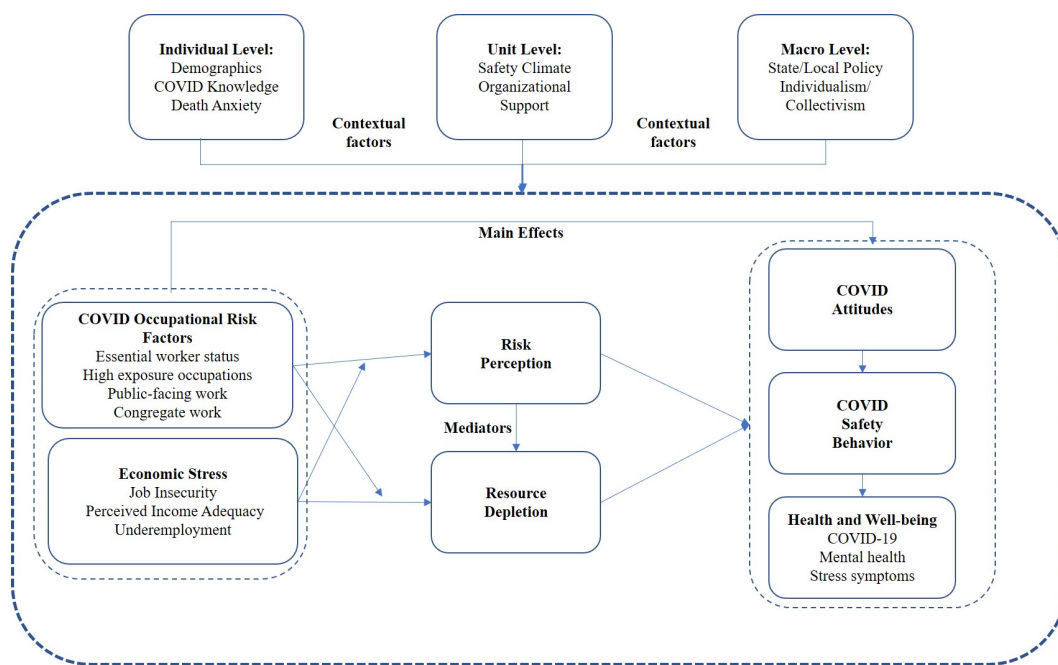 Individual Level:
Demographics
COVID Knowledge
Death Anxiety
Unit Level:
Safety Climate
Organizational
Support
Macro Level:
State/Local Policy
Individualism/
Collectivism
Contextual
factors
Contextual
factors
Main Effects
COVID Occupational Risk
Factors
Essential worker status
High exposure occupations
Public-facing work
Congregate work
Economic Stress
Job Insecurity
Perceived Income Adequacy
Underemployment
Risk
Perception
Mediators
Resource
Depletion
COVID
Attitudes
COVID
Safety
Behavior
Health and Well-being
COVID-19
Mental health
Stress symptoms